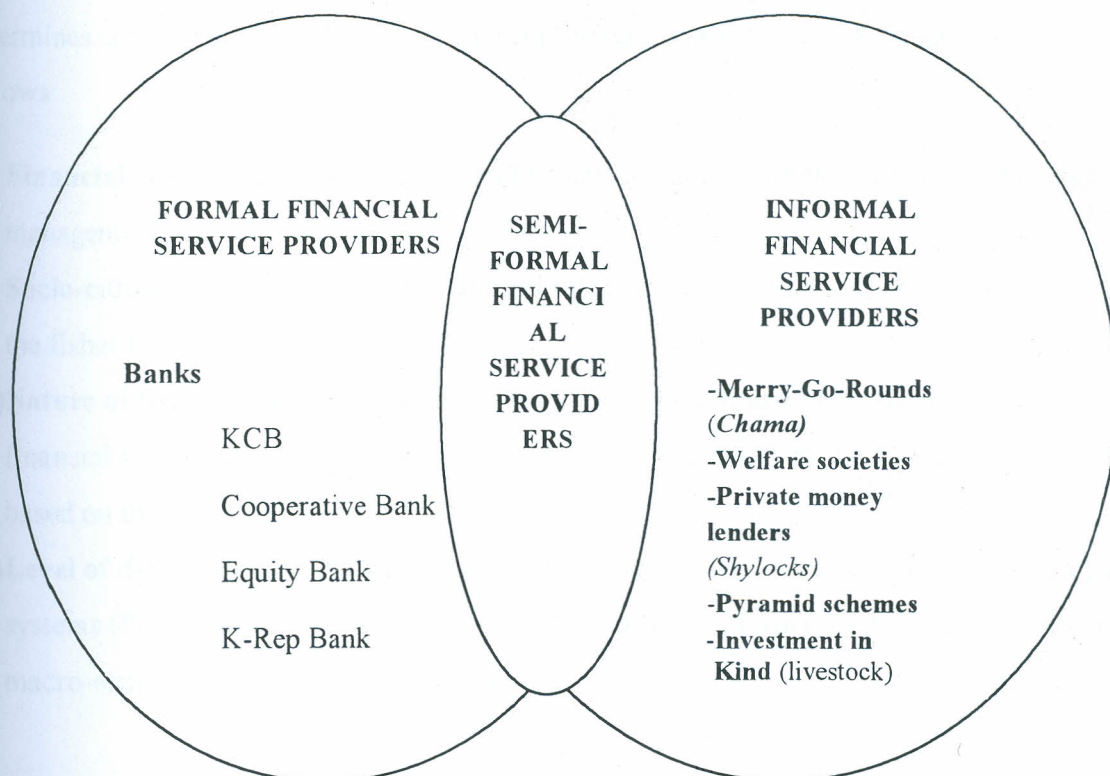 FORMAL FINANCIAL
SERVICE PROVIDERS
Banks
KCB
Cooperative Bank
Equity Bank
K-Rep Bank
SEMI-
FORMAL
FINANCI
AL
SERVICE
PROVID
ERS
INFORMAL
FINANCIAL
SERVICE
PROVIDERS
-Merry-Go-Rounds
(Chama)
-Welfare societies
-Private money
lenders
(Shylocks)
-Pyramid schemes
-Investment in
Kind (livestock)